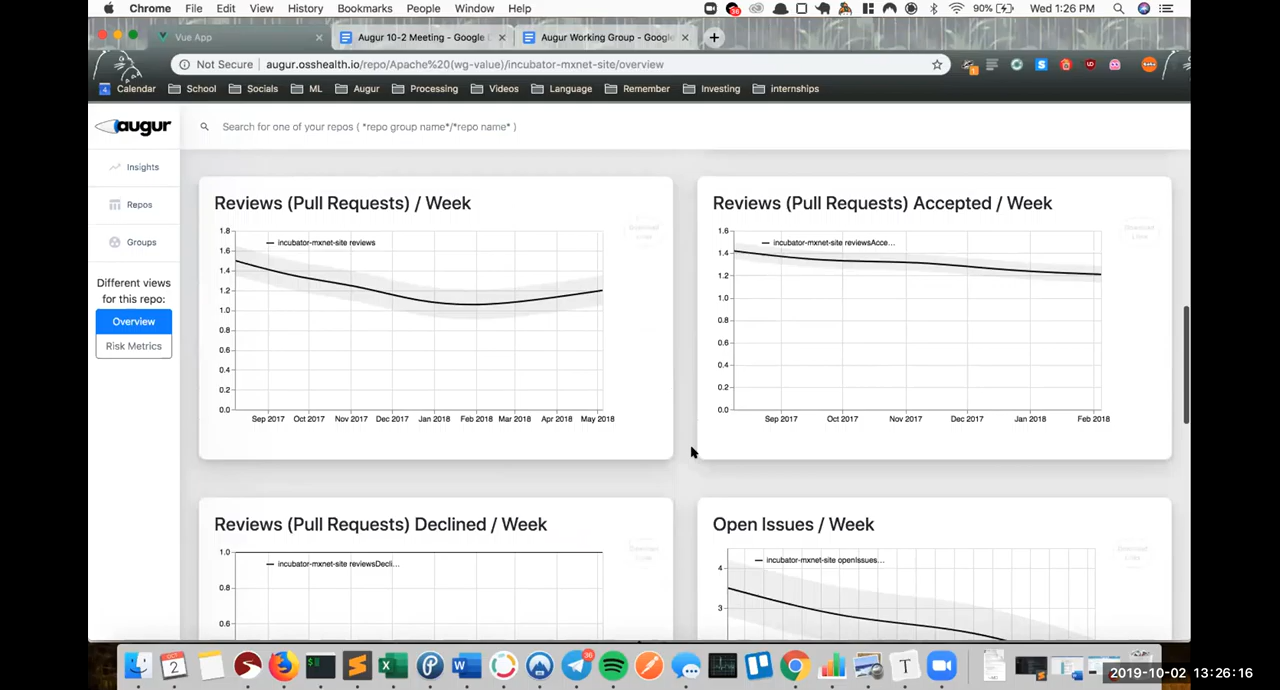 Chrome File Edit View History Bookmarks People Window Help 90% Wed 1:26 PM
Vue App Augur 10-2 Meeting - Google Augur Working Group - Googl
Not Secure augur.osshealth.io/repo/Apache%20(wg-value)/incubator-mxnet-site/overview
Calendar School Socials ML Augur Processing Videos Language Remember Investing internships
augur
Search for one of your repos ( *repo group name*/*repo name* )
Insights
Repos
Groups
Different views
for this repo:
Overview
Risk Metrics
Reviews (Pull Requests) / Week
incubator-mxnet-site reviews
1.8
1.6
1.4
1.2
1.0
0.8
0.6
0.4
0.2
0.0
Sep 2017 Oct 2017 Nov 2017 Dec 2017 Jan 2018 Feb 2018 Mar 2018 Apr 2018 May 2018
Reviews (Pull Requests) Accepted / Week
incubator-mxnet-site reviewsAcce...
1.6
1.4
1.2
1.0
0.8
0.6
0.4
0.2
0.0
Sep 2017 Oct 2017 Nov 2017 Dec 2017 Jan 2018 Feb 2018
Reviews (Pull Requests) Declined / Week
incubator-mxnet-site reviewsDecli...
1.0
0.8
0.6
Open Issues / Week
incubator-mxnet-site openIssues...
4
3
2019-10-02 13:26:16